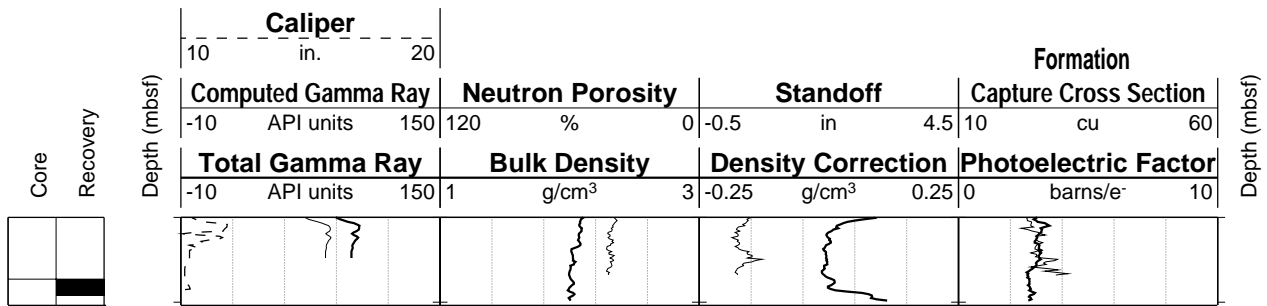 Caliper
10 in. 20
Formation
Computed Gamma Ray Neutron Porosity Standoff Capture Cross Section
-10 API units 150 120 % 0 -0.5 in 4.5 10 cu 60
Total Gamma Ray Bulk Density Density Correction Photoelectric Factor
-10 API units 150 1 g/cm3 3 -0.25 g/cm3 0.25 0 barns/e- 10
Core
Recovery
Depth (mbsf)
Depth (mbsf)